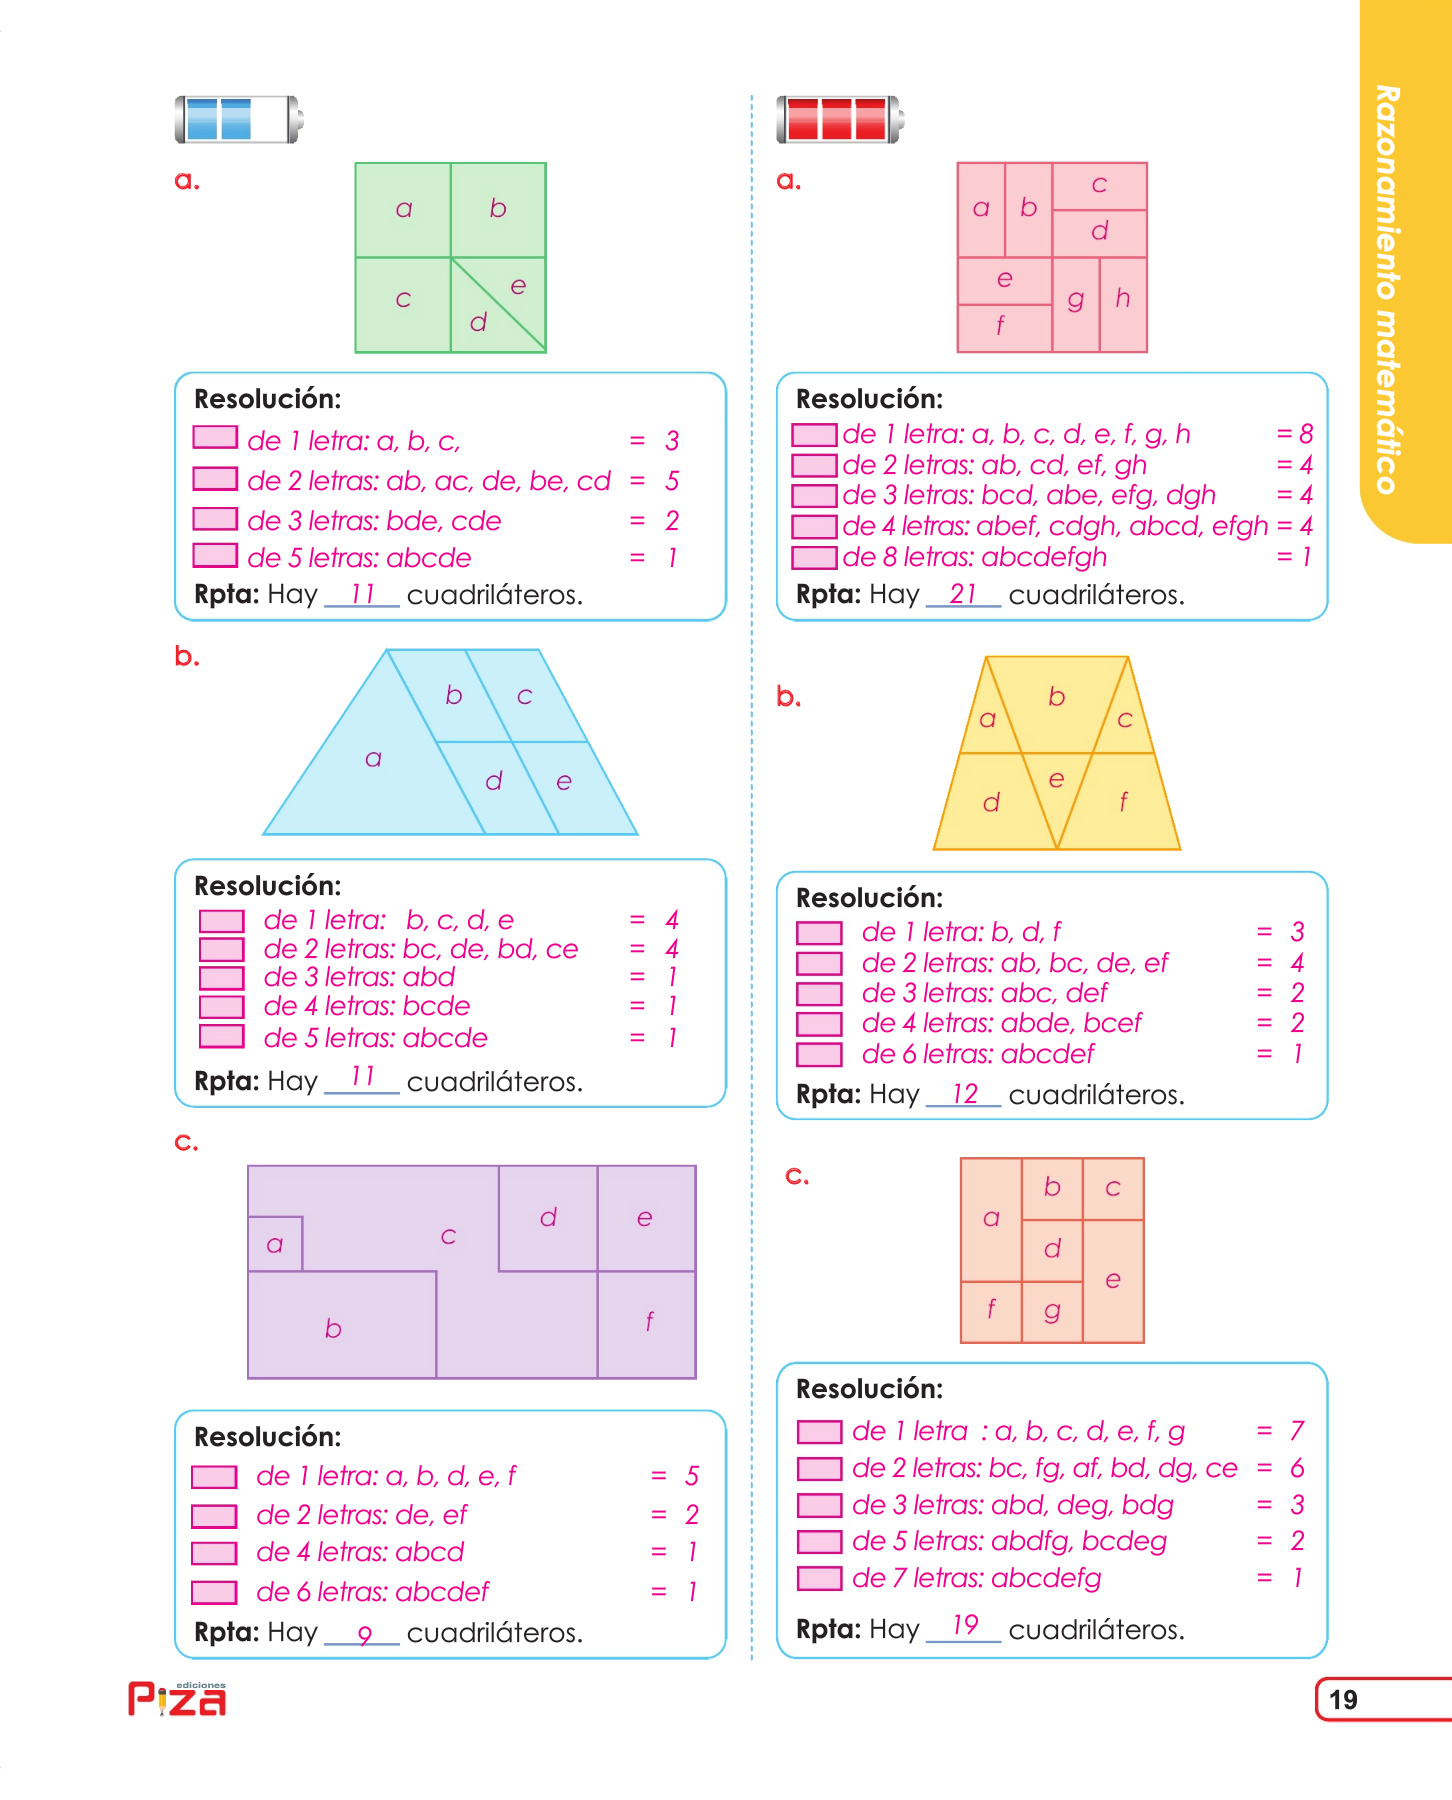 Razonamiento matemático
a.
a b
c e
d
Resolución:
de 1 letra: a, b, c, = 3
de 2 letras: ab, ac, de, be, cd = 5
de 3 letras: bde, cde = 2
de 5 letras: abcde = 1
Rpta: Hay 11 cuadriláteros.
b.
b c
a
d e
Resolución:
de 1 letra: b, c, d, e = 4
de 2 letras: bc, de, bd, ce = 4
de 3 letras: abd = 1
de 4 letras: bcde = 1
de 5 letras: abcde = 1
Rpta: Hay 11 cuadriláteros.
c.
d e
a c
b f
Resolución:
de 1 letra: a, b, d, e, f = 5
de 2 letras: de, ef = 2
de 4 letras: abcd = 1
de 6 letras: abcdef = 1
Rpta: Hay 9 cuadriláteros.
a.
c
a b
d
e
g h
f
Resolución:
de 1 letra: a, b, c, d, e, f, g, h = 8
de 2 letras: ab, cd, ef, gh = 4
de 3 letras: bcd, abe, efg, dgh = 4
de 4 letras: abef, cdgh, abcd, efgh = 4
de 8 letras: abcdefgh = 1
Rpta: Hay 21 cuadriláteros.
b.
b
a c
e
d f
Resolución:
de 1 letra: b, d, f = 3
de 2 letras: ab, bc, de, ef = 4
de 3 letras: abc, def = 2
de 4 letras: abde, bcef = 2
de 6 letras: abcdef = 1
Rpta: Hay 12 cuadriláteros.
c.
b c
a
d
e
f g
Resolución:
de 1 letra : a, b, c, d, e, f, g = 7
de 2 letras: bc, fg, af, bd, dg, ce = 6
de 3 letras: abd, deg, bdg = 3
de 5 letras: abdfg, bcdeg = 2
de 7 letras: abcdefg = 1
Rpta: Hay 19 cuadriláteros.
ediciones
Piza
19